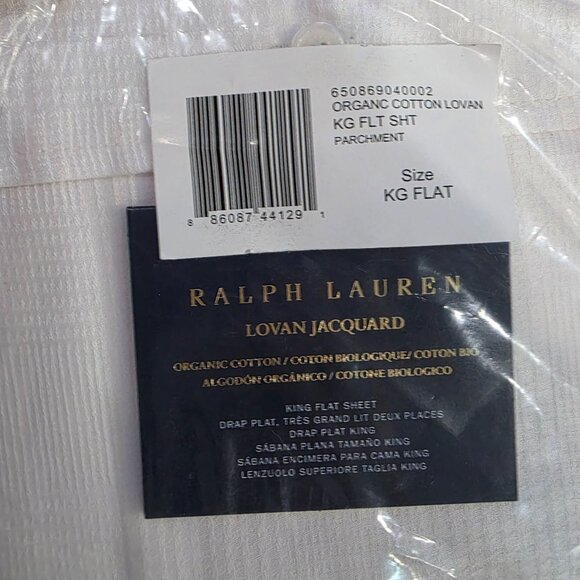 650869040002
ORGANC COTTON LOVAN
KG FLT SHT
PARCHMENT
Size
KG FLAT
8 86087 44129 1
RALPH LAUREN
LOVAN JACQUARD
ORGANIC COTTON / COTON BIOLOGIQUE / COTON BIO
ALGODÓN ORGÁNICO / COTONE BIOLOGICO
KING FLAT SHEET
DRAP PLAT, TRÈS GRAND LIT DEUX PLACES
DRAP PLAT KING
SÁBANA PLANA TAMAÑO KING
SÁBANA ENCIMERA PARA CAMA KING
LENZUOLO SUPERIORE TAGLIA KING